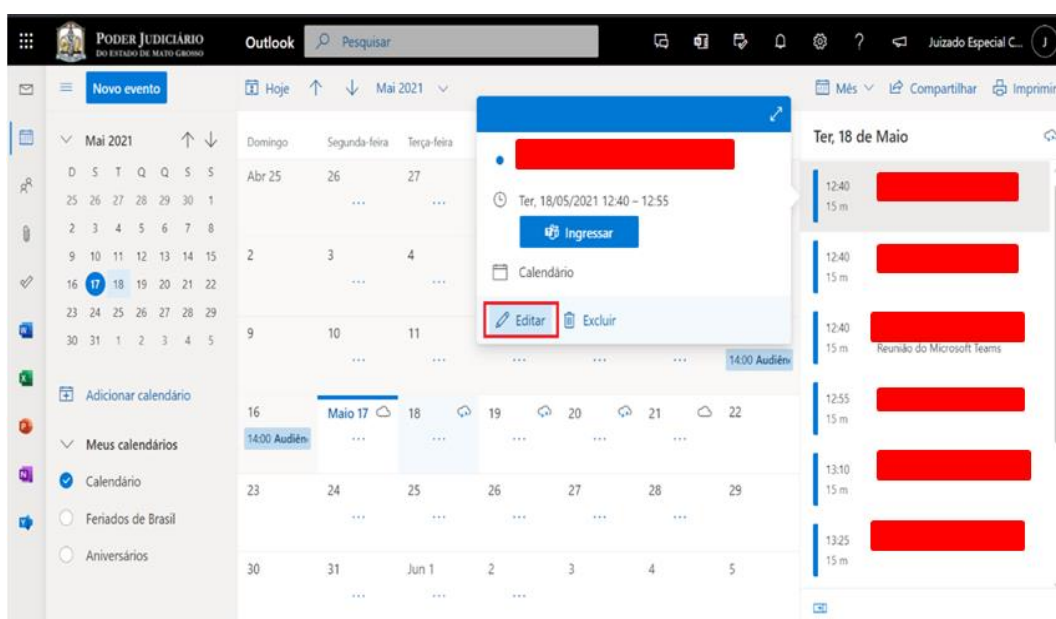 PODER JUDICIÁRIO
DO ESTADO DE MATO GROSSO
Outlook
Pesquisar
Juizado Especial C...
J
Novo evento
Hoje
Mai 2021
Mês
Compartilhar
Imprimir
Mai 2021
D S T Q Q S S
25 26 27 28 29 30 1
2 3 4 5 6 7 8
9 10 11 12 13 14 15
16 17 18 19 20 21 22
23 24 25 26 27 28 29
30 31 1 2 3 4 5
Adicionar calendário
Meus calendários
Calendário
Feriados de Brasil
Aniversários
Domingo Segunda-feira Terça-feira
Abr 25 26 27
2 3 4
9 10 11
14:00 Audiên
16 Maio 17 18 19 20 21 22
14:00 Audiên
23 24 25 26 27 28 29
30 31 Jun 1 2 3 4 5
Ter, 18/05/2021 12:40 – 12:55
Ingressar
Calendário
Editar
Excluir
Ter, 18 de Maio
12:40
15 m
12:40
15 m
12:40
15 m Reunião do Microsoft Teams
12:55
15 m
13:10
15 m
13:25
15 m